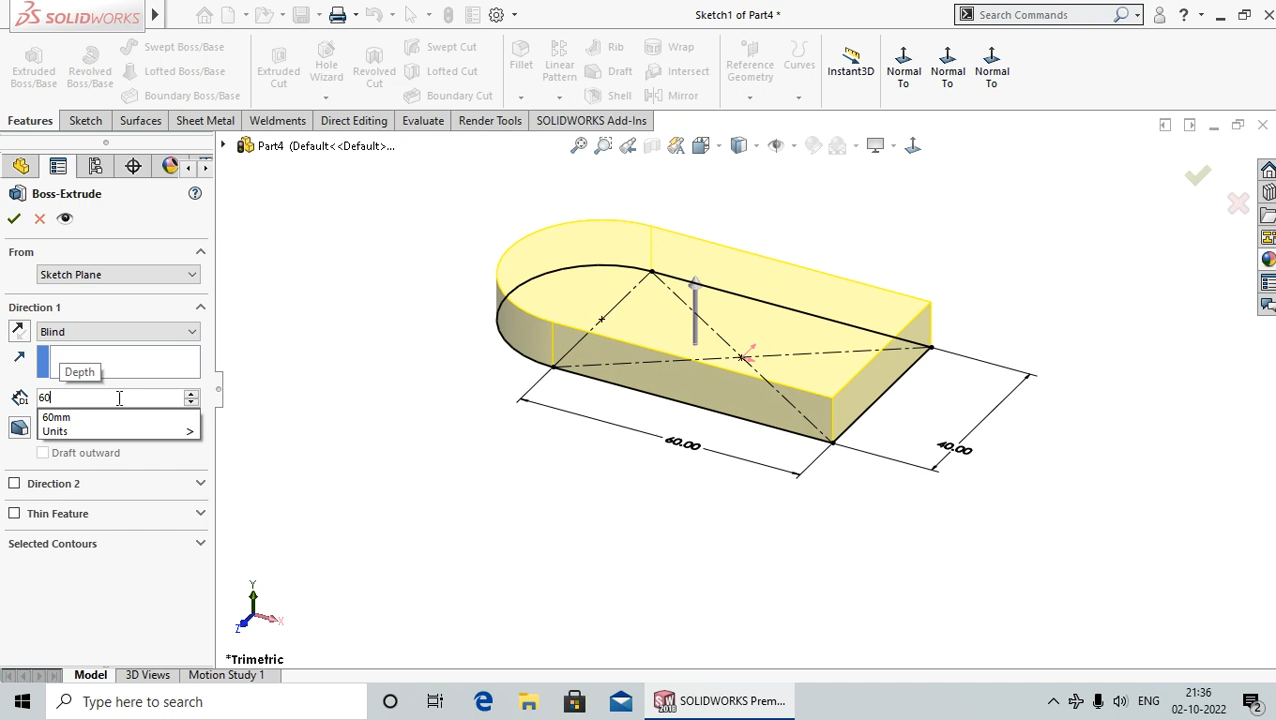 SOLIDWORKS
Sketch1 of Part4 *
Search Commands
?
Extruded Boss/Base
Revolved Boss/Base
Swept Boss/Base
Lofted Boss/Base
Boundary Boss/Base
Extruded Cut
Hole Wizard
Revolved Cut
Swept Cut
Lofted Cut
Boundary Cut
Fillet
Linear Pattern
Rib
Draft
Shell
Wrap
Intersect
Mirror
Reference Geometry
Curves
Instant3D
Normal To
Normal To
Normal To
Features
Sketch
Surfaces
Sheet Metal
Weldments
Direct Editing
Evaluate
Render Tools
SOLIDWORKS Add-Ins
Part4 (Default<<Default>...
Boss-Extrude
From
Sketch Plane
Direction 1
Blind
Depth
60
60mm
Units >
Draft outward
Direction 2
Thin Feature
Selected Contours
60.00
40.00
Y
X
Z
*Trimetric
Model
3D Views
Motion Study 1
Type here to search
SOLIDWORKS Prem...
ENG
21:36
02-10-2022
2